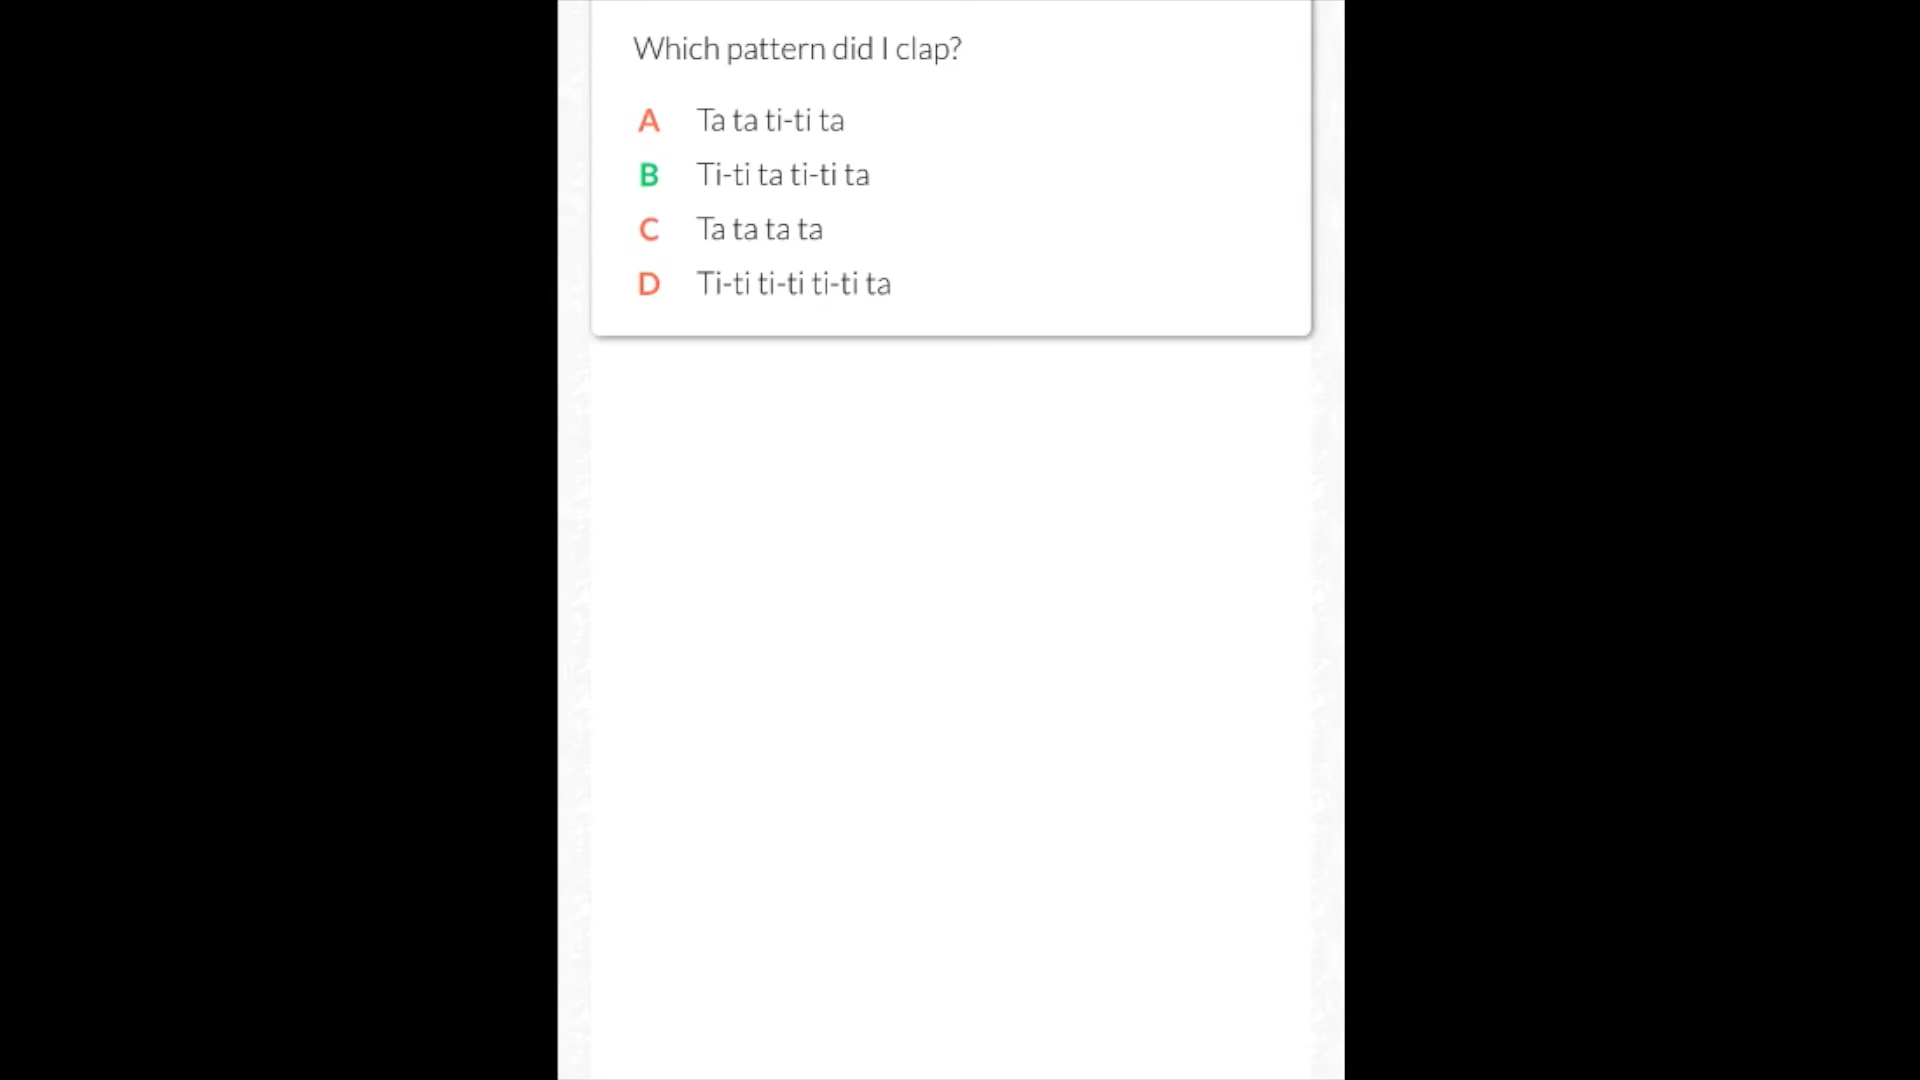 Which pattern did I clap?
A Ta ta ti-ti ta
B Ti-ti ta ti-ti ta
C Ta ta ta ta
D Ti-ti ti-ti ti-ti ta